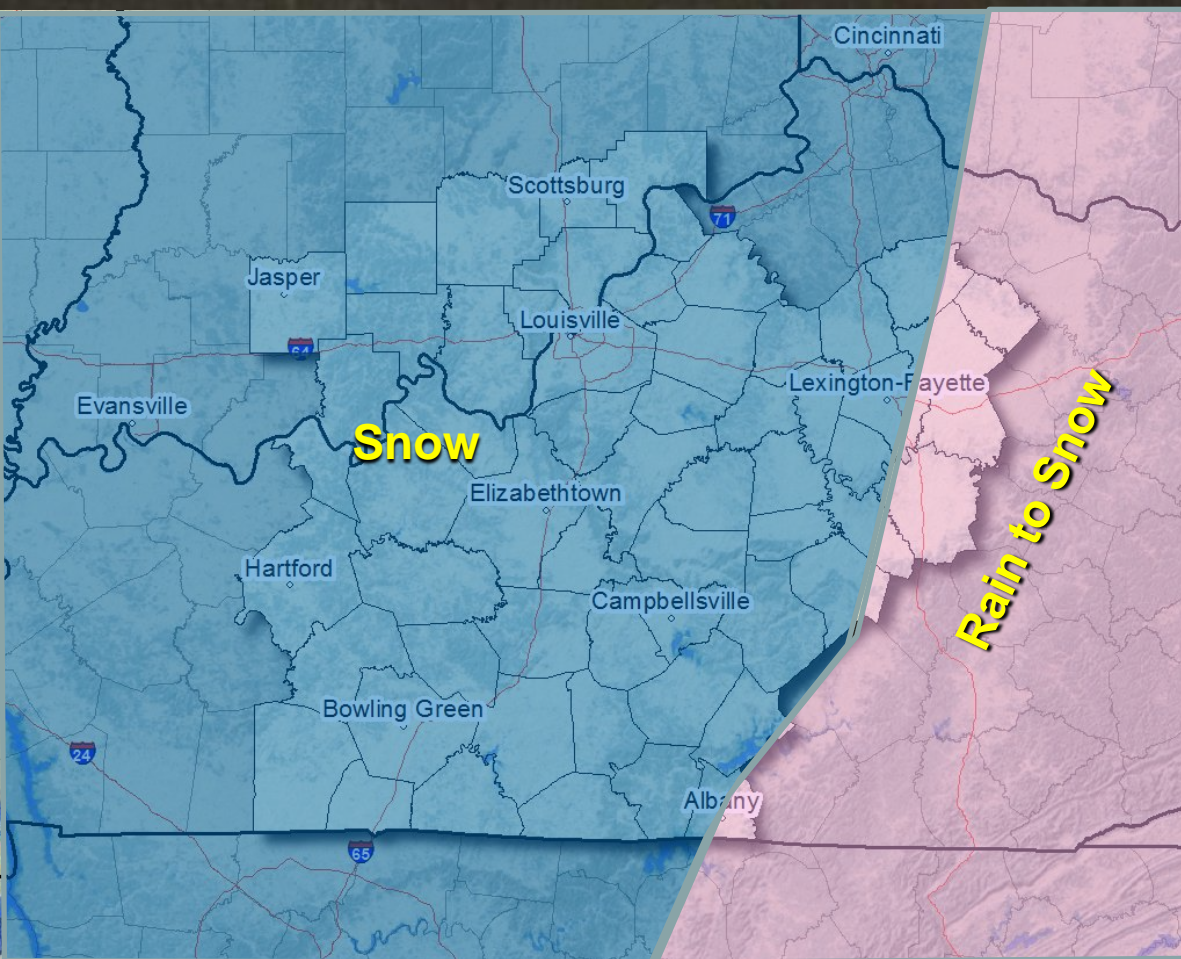 Cincinnati
Scottsburg
71
Jasper
Louisville
64
Lexington-Fayette
Evansville
Snow
Rain to Snow
Elizabethtown
Hartford
Campbellsville
Bowling Green
24
Albany
65